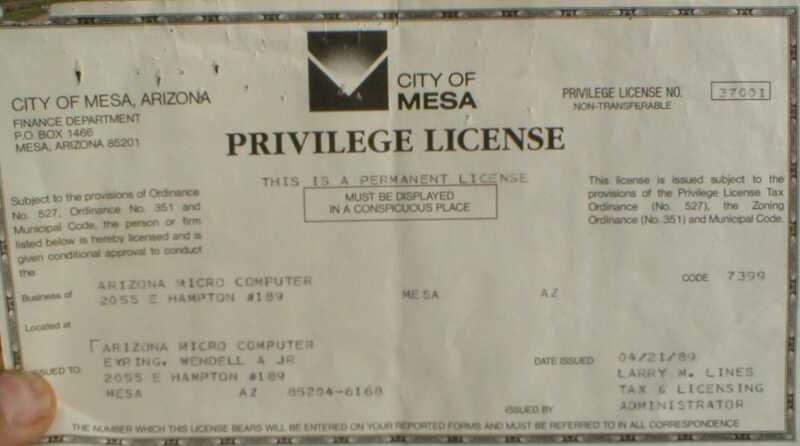 CITY OF MESA, ARIZONA
FINANCE DEPARTMENT
P.O. BOX 1466
MESA, ARIZONA 85201
CITY OF
MESA
PRIVILEGE LICENSE NO. 37001
NON-TRANSFERABLE
PRIVILEGE LICENSE
THIS IS A PERMANENT LICENSE
MUST BE DISPLAYED
IN A CONSPICUOUS PLACE
Subject to the provisions of Ordinance
No. 527, Ordinance No. 351 and
Municipal Code, the person or firm
listed below is hereby licensed and is
given conditional approval to conduct
the
This license is issued subject to the
provisions of the Privilege License Tax
Ordinance (No. 527), the Zoning
Ordinance (No. 351) and Municipal Code.
CODE 7399
Business of ARIZONA MICRO COMPUTER
2055 E HAMPTON #189 MESA AZ
Located at
ARIZONA MICRO COMPUTER
EYRING, WENDELL A JR
ISSUED TO: 2055 E HAMPTON #189
MESA AZ 85204-6168
DATE ISSUED 04/21/89
LARRY M. LINES
TAX & LICENSING
ISSUED BY ADMINISTRATOR
THE NUMBER WHICH THIS LICENSE BEARS WILL BE ENTERED ON YOUR REPORTED FORMS AND MUST BE REFERRED TO IN ALL CORRESPONDENCE